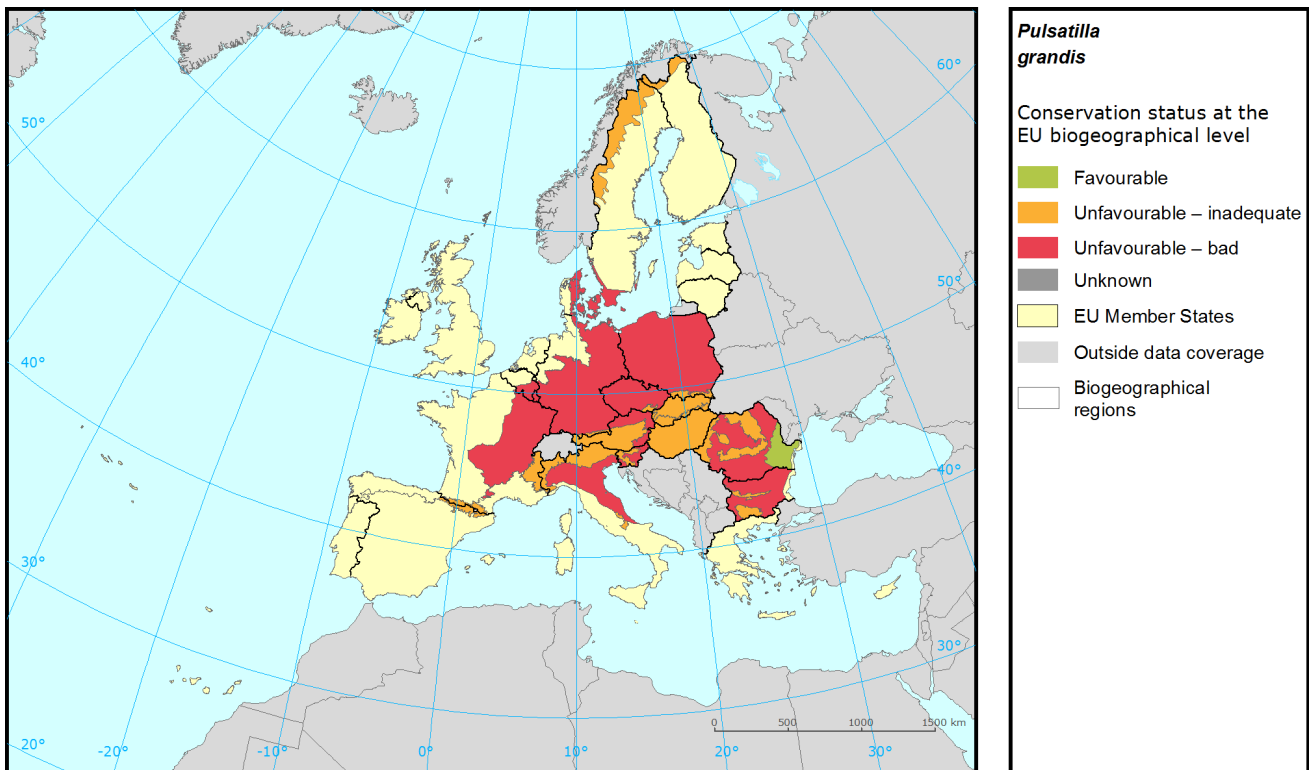 Pulsatilla
grandis
Conservation status at the
EU biogeographical level
Favourable
Unfavourable – inadequate
Unfavourable – bad
Unknown
EU Member States
Outside data coverage
Biogeographical
regions
60°
50°
50°
40°
40°
30°
30°
20°
-20°
-10°
0°
10°
20°
30°
0 500 1000 1500 km